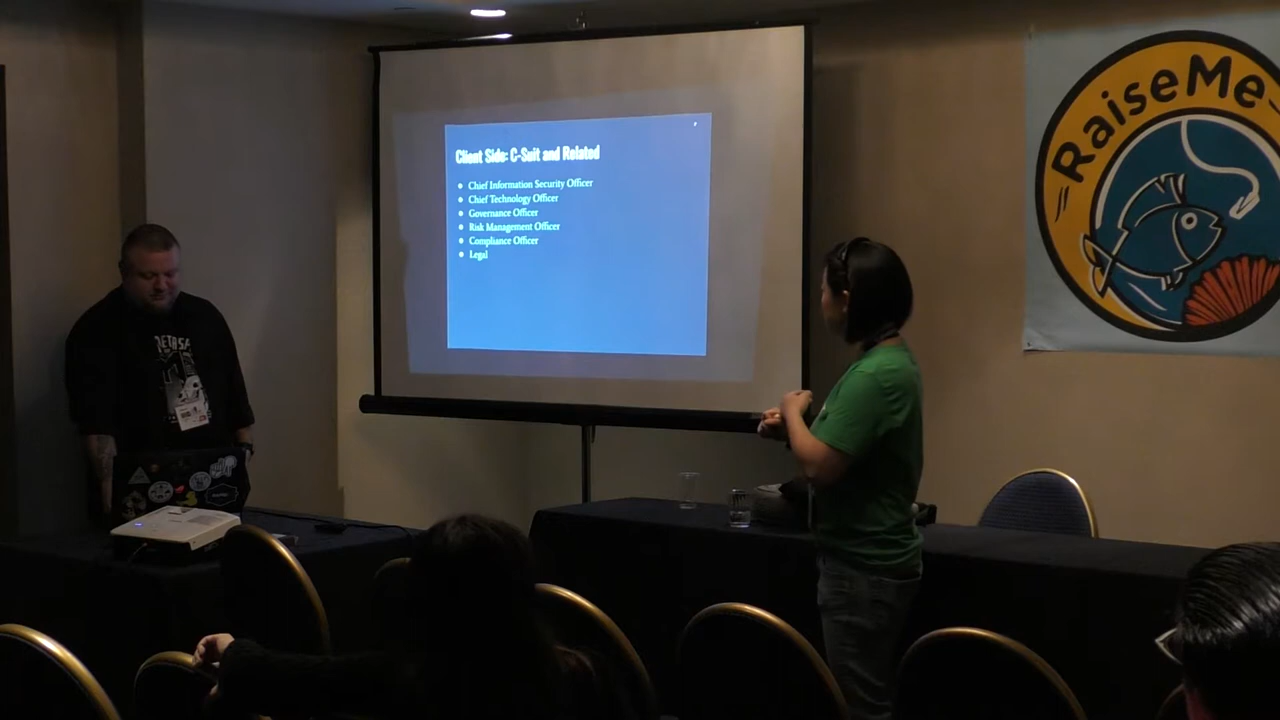 Client Side: C-Suit and Related
Chief Information Security Officer
Chief Technology Officer
Governance Officer
Risk Management Officer
Compliance Officer
Legal
RaiseMe